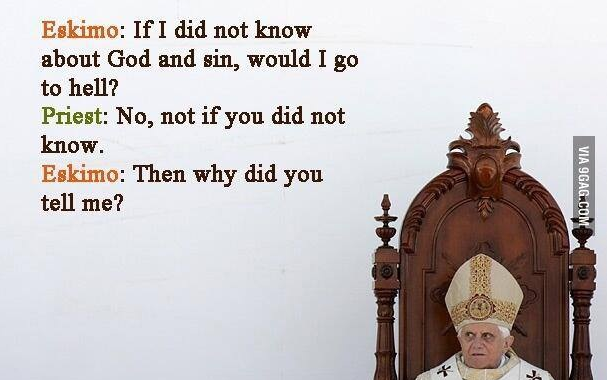 Eskimo: If I did not know
about God and sin, would I go
to hell?
Priest: No, not if you did not
know.
Eskimo: Then why did you
tell me?
VIA 9GAG.COM